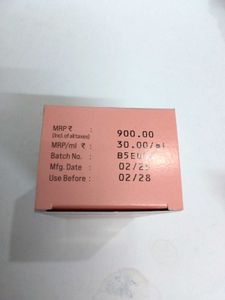 MRP ₹ : 900.00
(Incl. of all taxes)
MRP/ml ₹ : 30.00/ml
Batch No. :
Mfg. Date : 02/25
Use Before : 02/28